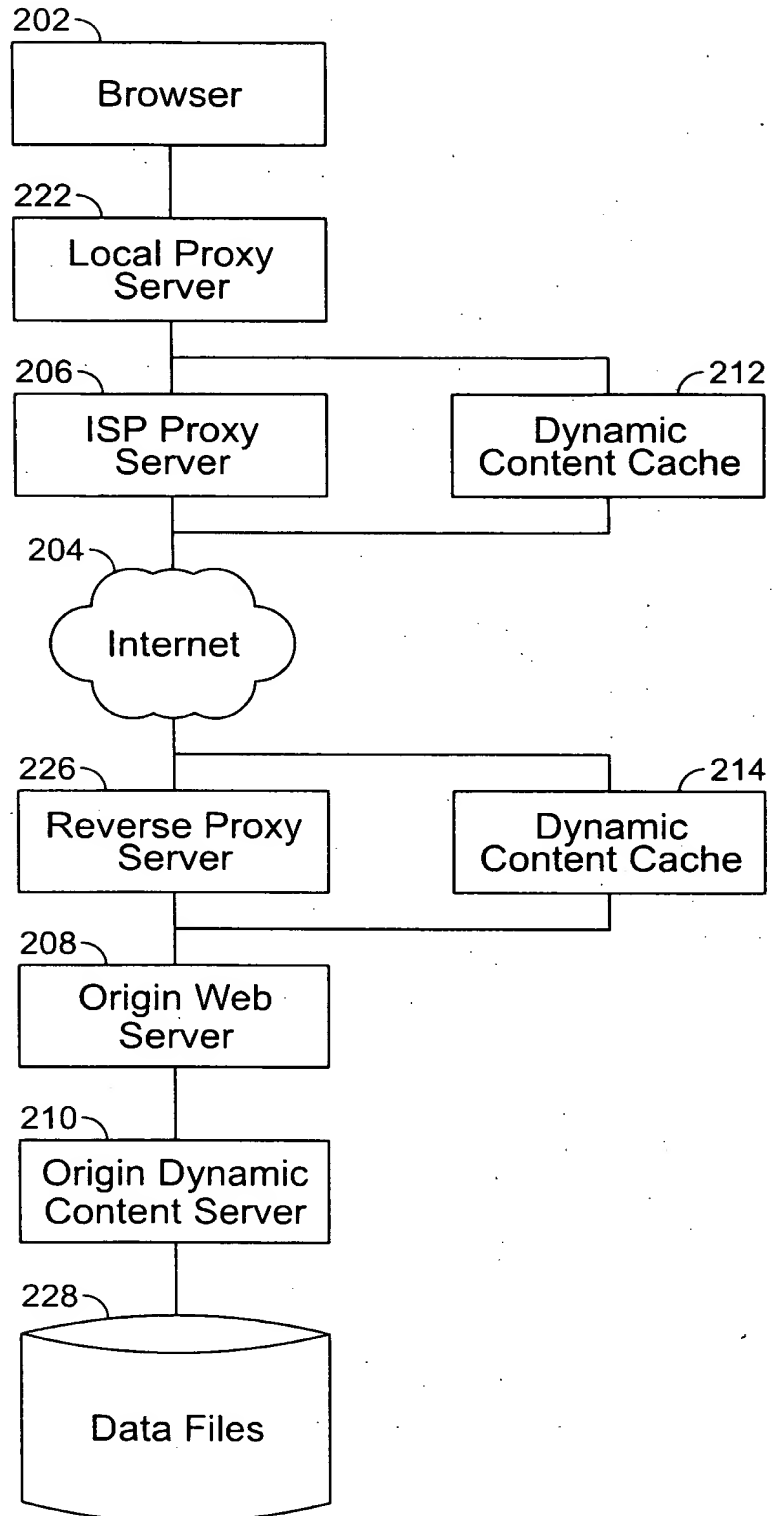 202
Browser
222
Local Proxy
Server
206
ISP Proxy
Server
212
Dynamic
Content Cache
204
Internet
226
Reverse Proxy
Server
214
Dynamic
Content Cache
208
Origin Web
Server
210
Origin Dynamic
Content Server
228
Data Files